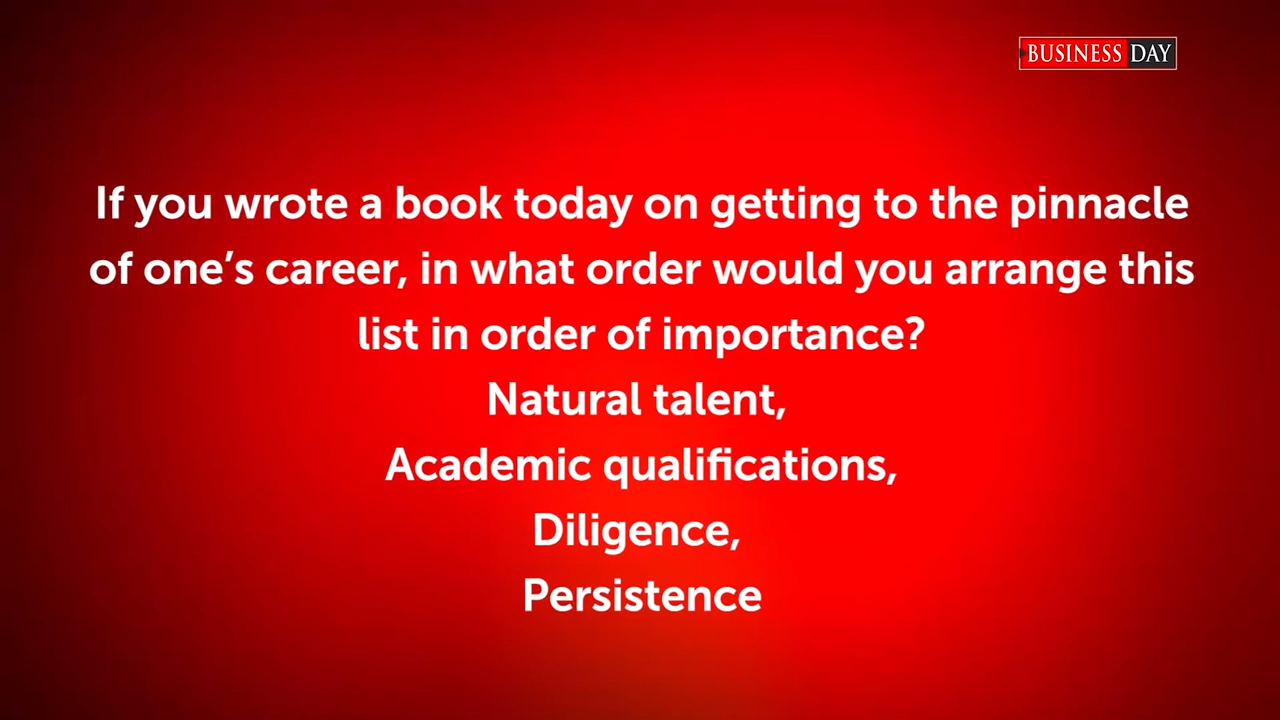 BUSINESS DAY
If you wrote a book today on getting to the pinnacle
of one’s career, in what order would you arrange this
list in order of importance?
Natural talent,
Academic qualifications,
Diligence,
Persistence